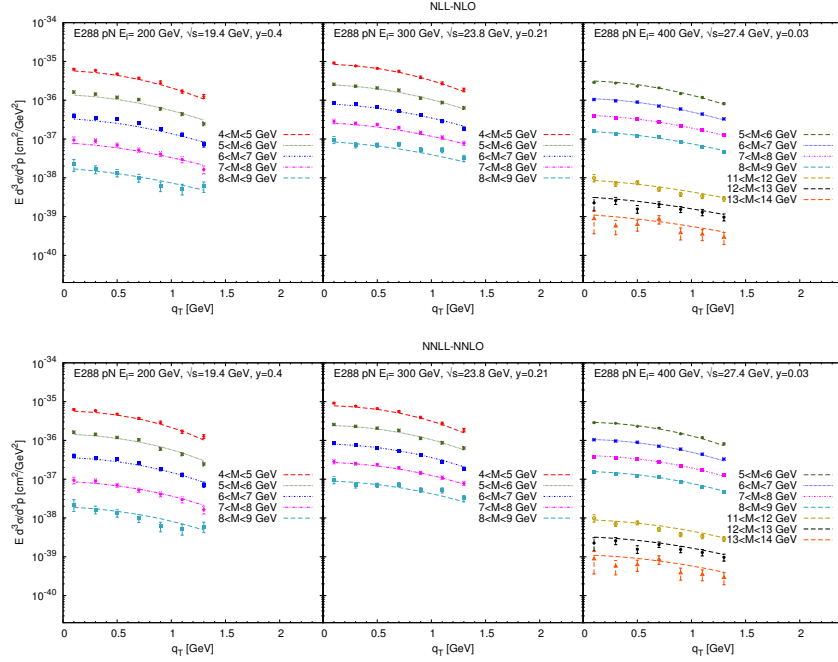 NLL-NLO
E288 pN E_l= 200 GeV, √s=19.4 GeV, y=0.4
E288 pN E_l= 300 GeV, √s=23.8 GeV, y=0.21
E288 pN E_l= 400 GeV, √s=27.4 GeV, y=0.03
E d^3σ/d^3p [cm^2/GeV^2]
10^-34
10^-35
10^-36
10^-37
10^-38
10^-39
10^-40
4<M<5 GeV
5<M<6 GeV
6<M<7 GeV
7<M<8 GeV
8<M<9 GeV
4<M<5 GeV
5<M<6 GeV
6<M<7 GeV
7<M<8 GeV
8<M<9 GeV
5<M<6 GeV
6<M<7 GeV
7<M<8 GeV
8<M<9 GeV
11<M<12 GeV
12<M<13 GeV
13<M<14 GeV
0 0.5 1 1.5 2 0 0.5 1 1.5 2 0 0.5 1 1.5 2
q_T [GeV] q_T [GeV] q_T [GeV]
NNLL-NNLO
E288 pN E_l= 200 GeV, √s=19.4 GeV, y=0.4
E288 pN E_l= 300 GeV, √s=23.8 GeV, y=0.21
E288 pN E_l= 400 GeV, √s=27.4 GeV, y=0.03
E d^3σ/d^3p [cm^2/GeV^2]
10^-34
10^-35
10^-36
10^-37
10^-38
10^-39
10^-40
4<M<5 GeV
5<M<6 GeV
6<M<7 GeV
7<M<8 GeV
8<M<9 GeV
4<M<5 GeV
5<M<6 GeV
6<M<7 GeV
7<M<8 GeV
8<M<9 GeV
5<M<6 GeV
6<M<7 GeV
7<M<8 GeV
8<M<9 GeV
11<M<12 GeV
12<M<13 GeV
13<M<14 GeV
0 0.5 1 1.5 2 0 0.5 1 1.5 2 0 0.5 1 1.5 2
q_T [GeV] q_T [GeV] q_T [GeV]